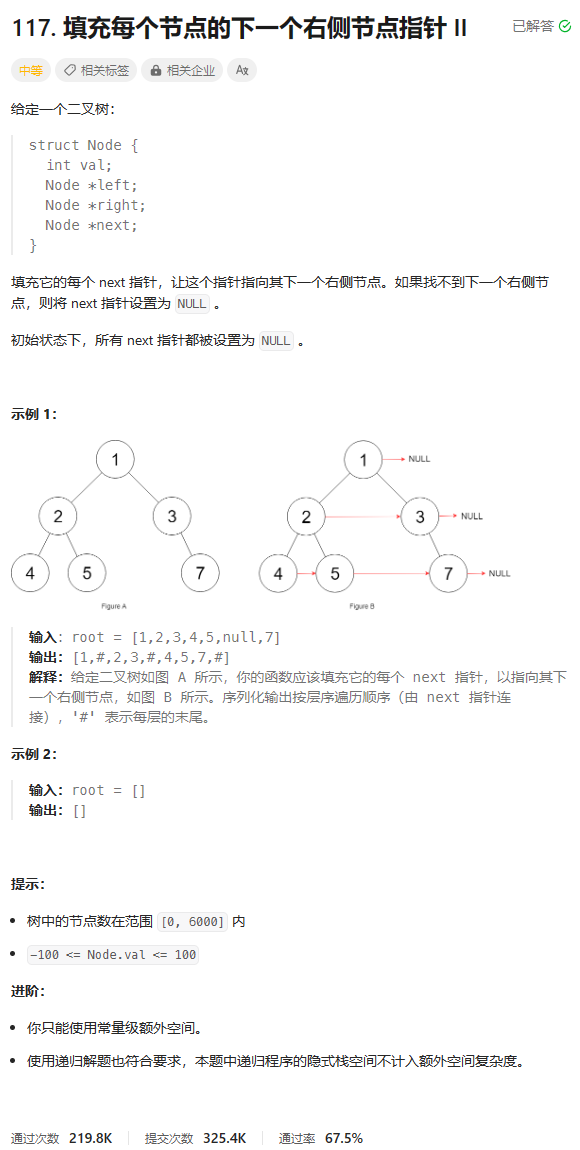 117. 填充每个节点的下一个右侧节点指针 II
已解答
中等 相关标签 相关企业 A文
给定一个二叉树：
struct Node {
  int val;
  Node *left;
  Node *right;
  Node *next;
}
填充它的每个 next 指针，让这个指针指向其下一个右侧节点。如果找不到下一个右侧节
点，则将 next 指针设置为 NULL 。
初始状态下，所有 next 指针都被设置为 NULL 。
示例 1：
1
2 3
4 5 7
Figure A
1 NULL
2 3 NULL
4 5 7 NULL
Figure B
输入：root = [1,2,3,4,5,null,7]
输出：[1,#,2,3,#,4,5,7,#]
解释：给定二叉树如图 A 所示，你的函数应该填充它的每个 next 指针，以指向其下
一个右侧节点，如图 B 所示。序列化输出按层序遍历顺序（由 next 指针连
接），'#' 表示每层的末尾。
示例 2：
输入：root = []
输出：[]
提示：
树中的节点数在范围 [0, 6000] 内
-100 <= Node.val <= 100
进阶：
你只能使用常量级额外空间。
使用递归解题也符合要求，本题中递归程序的隐式栈空间不计入额外空间复杂度。
通过次数 219.8K 提交次数 325.4K 通过率 67.5%